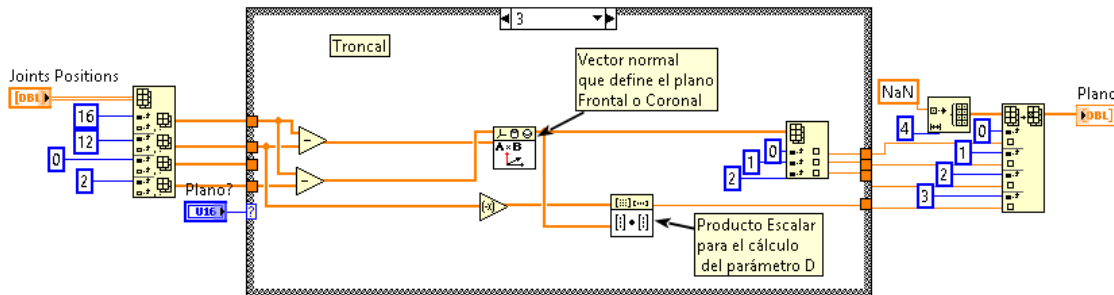 3
Troncal
Vector normal
que define el plano
Frontal o Coronal
Joints Positions
[DBL]
16
12
0
2
Plano?
U16
?
A×B
0
1
2
[-x]
Producto Escalar
para el cálculo
del parámetro D
NaN
4
0
1
2
3
Plano
DBL]